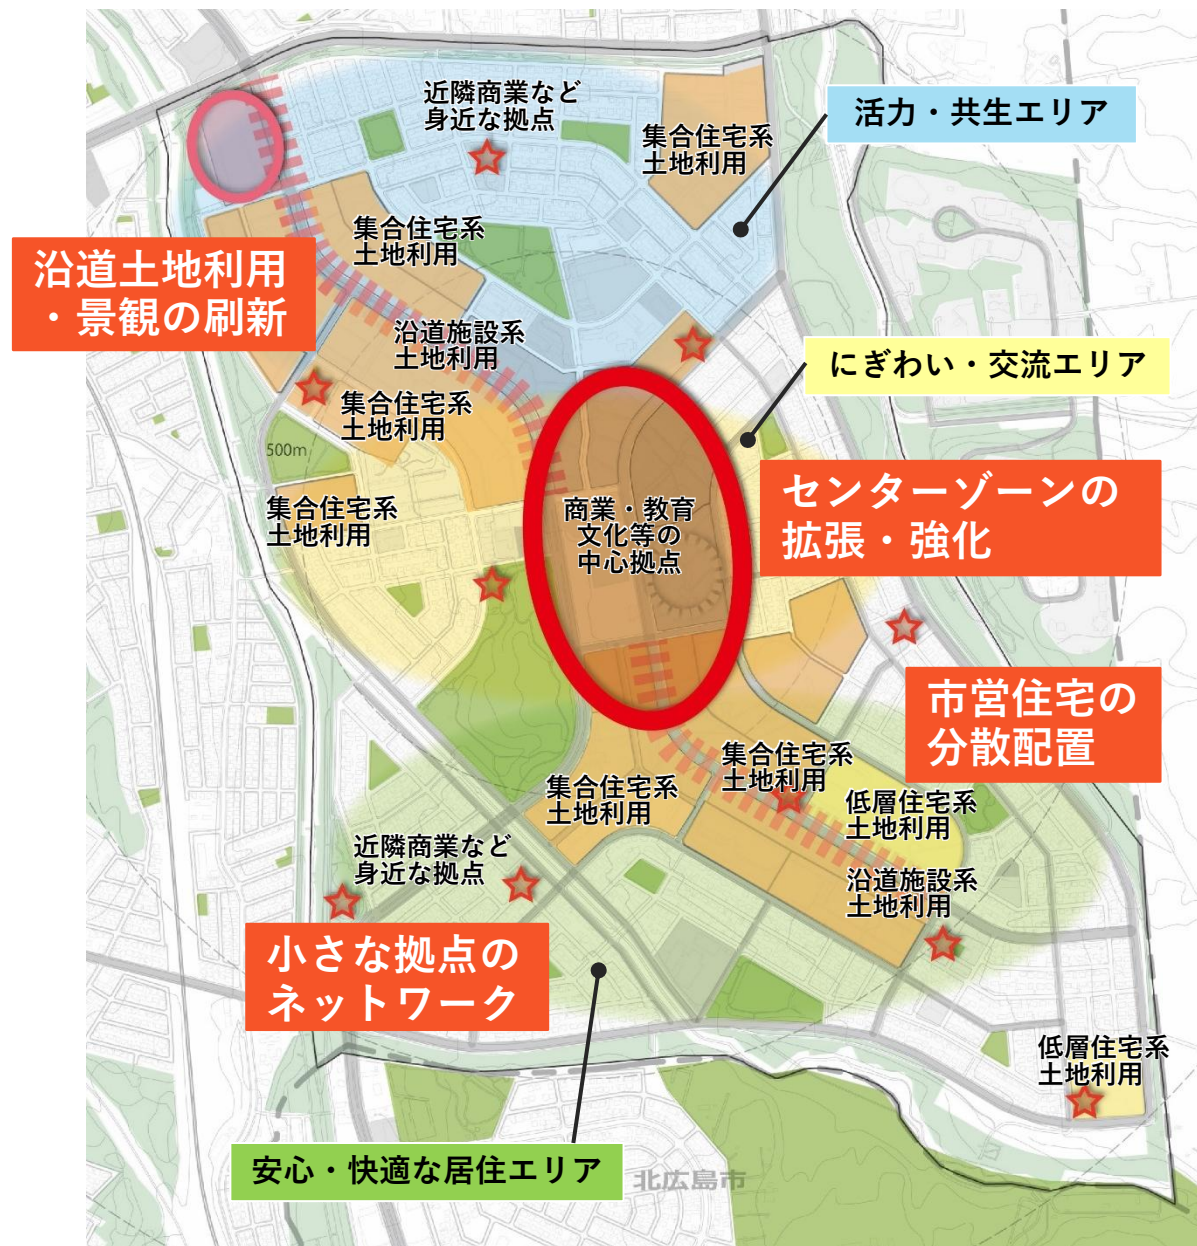 近隣商業など
身近な拠点
集合住宅系
土地利用
活力・共生エリア
集合住宅系
土地利用
沿道土地利用
・景観の刷新
沿道施設系
土地利用
にぎわい・交流エリア
集合住宅系
土地利用
500m
センターゾーンの
拡張・強化
集合住宅系
土地利用
商業・教育
文化等の
中心拠点
市営住宅の
分散配置
集合住宅系
土地利用
集合住宅系
土地利用
低層住宅系
土地利用
近隣商業など
身近な拠点
沿道施設系
土地利用
小さな拠点の
ネットワーク
低層住宅系
土地利用
安心・快適な居住エリア
北広島市